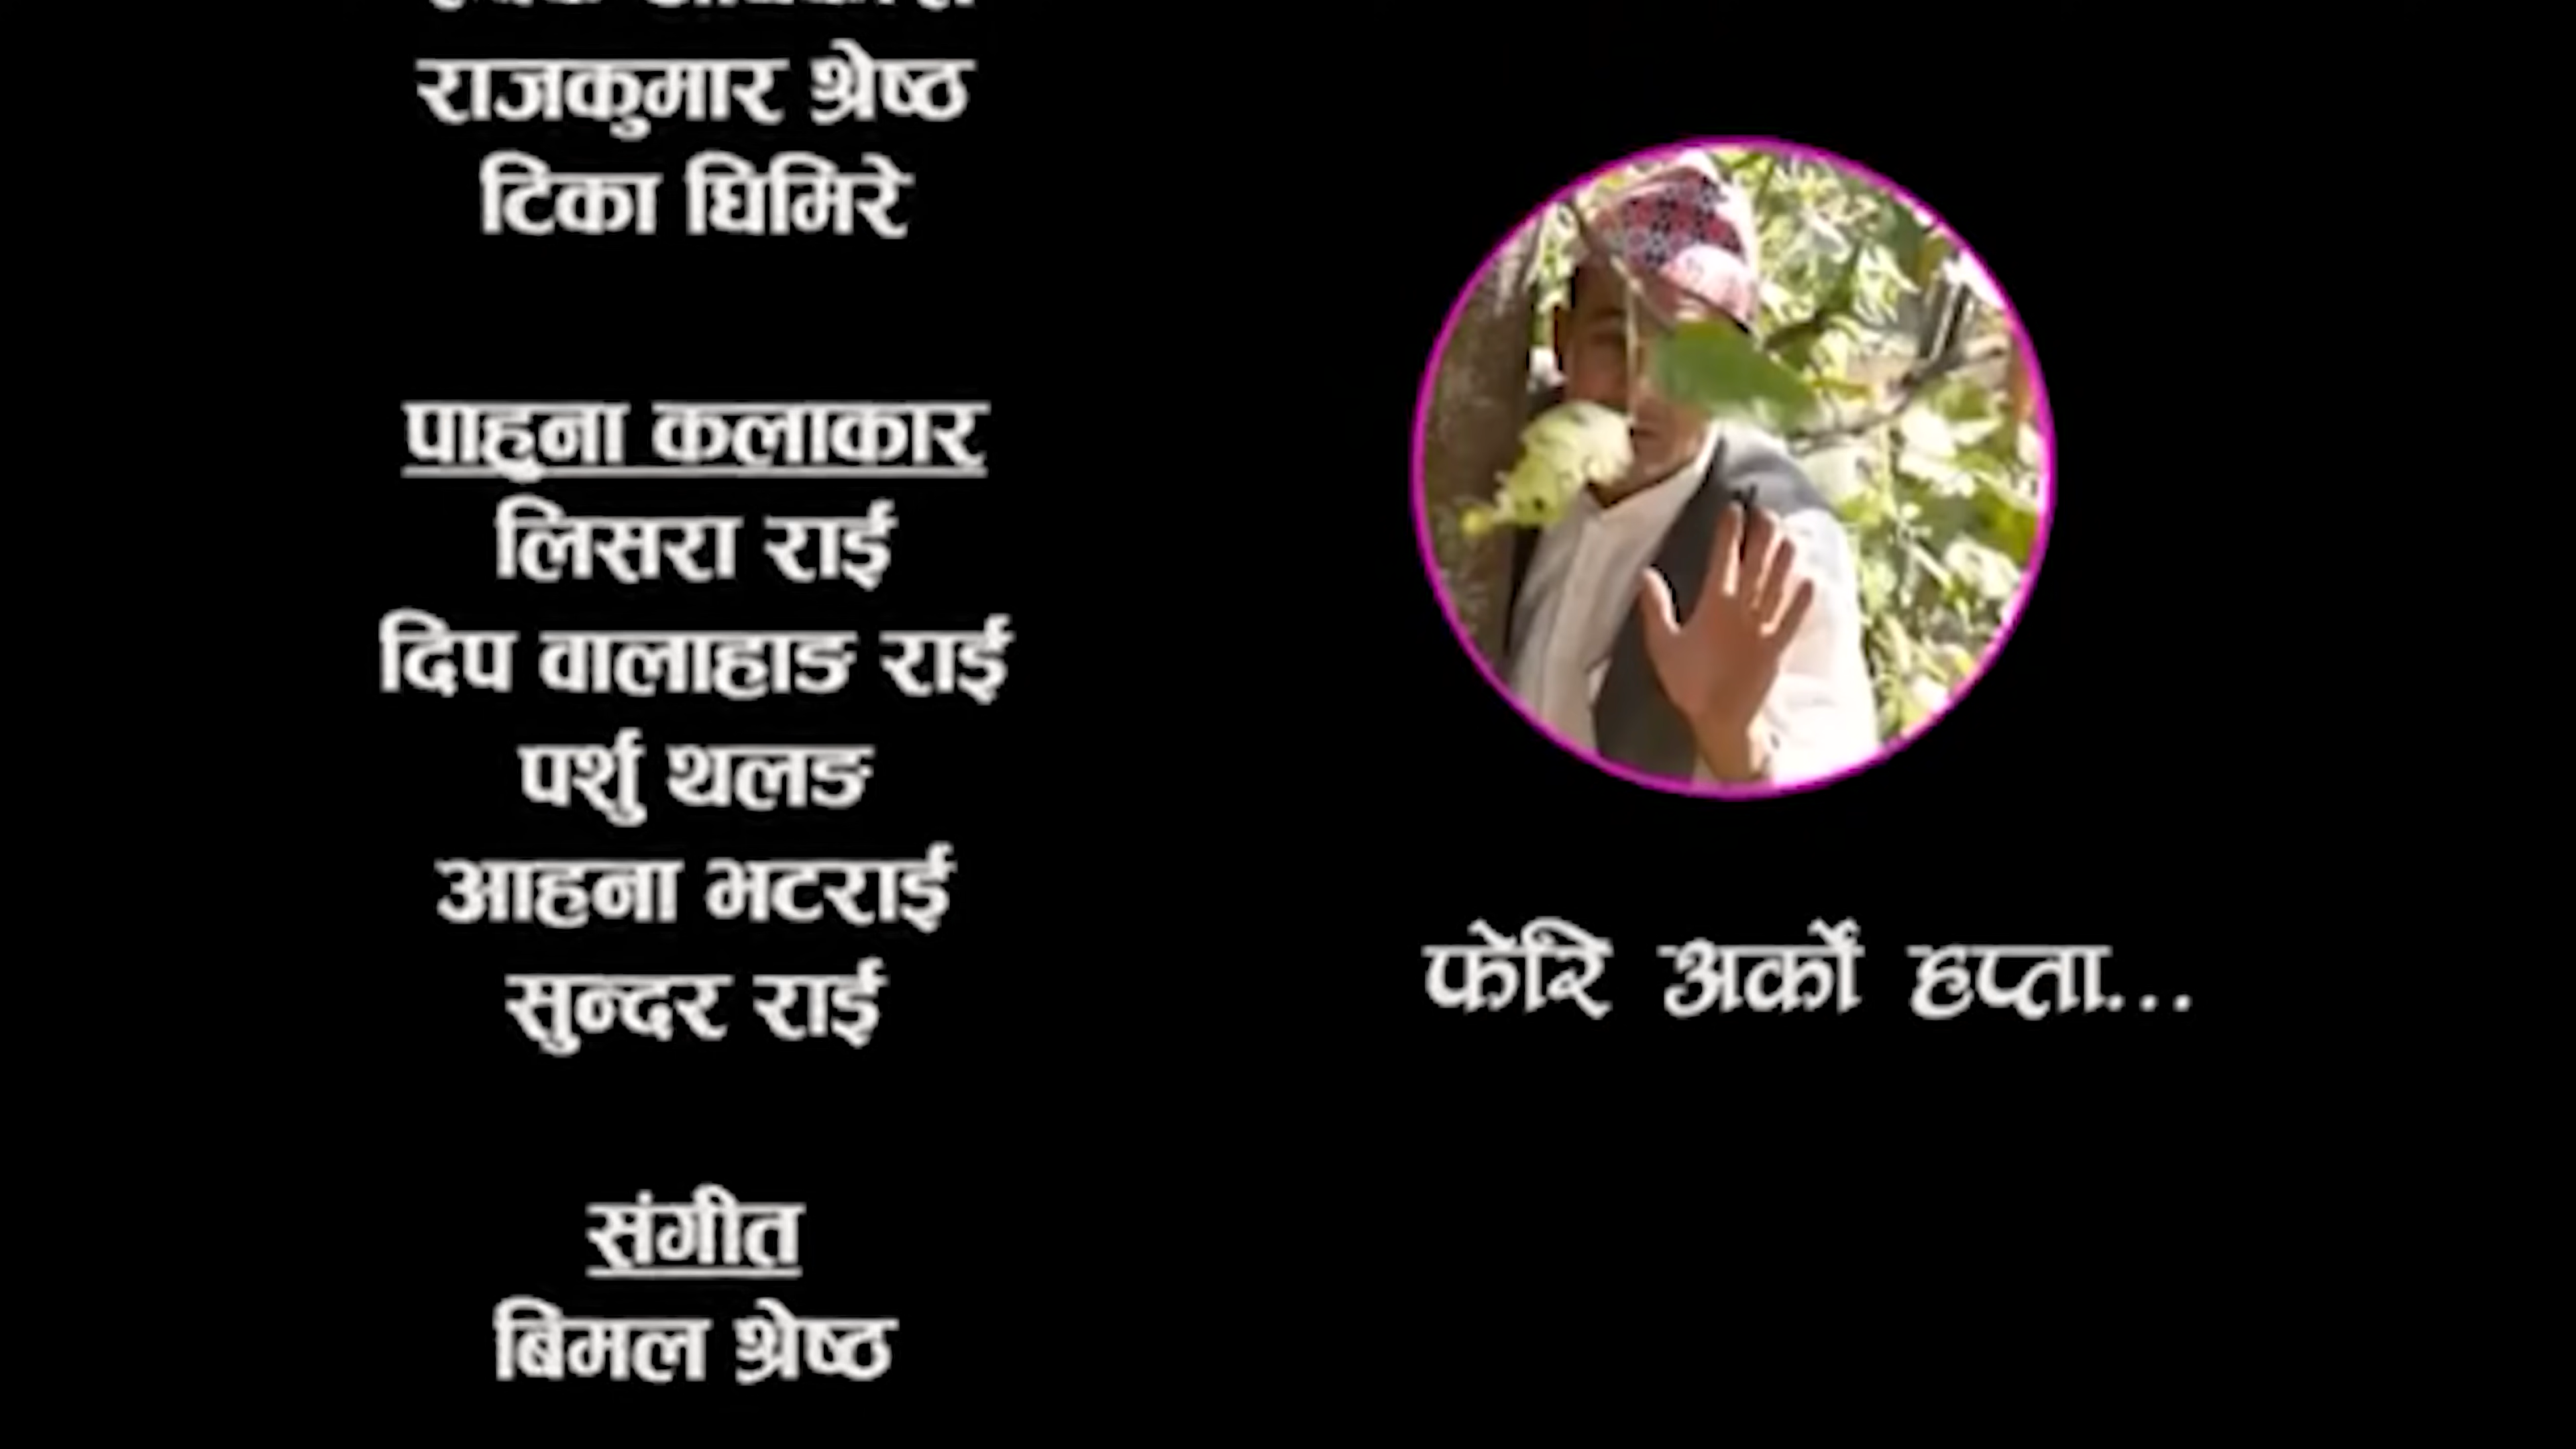 राजकुमार श्रेष्ठ
टिका घिमिरे
पाहुना कलाकार
लिसरा राई
दिप वालाहाङ राई
पर्शु थलङ
आहना भटराई
सुन्दर राई
संगीत
बिमल श्रेष्ठ
फेरि अर्को हप्ता...